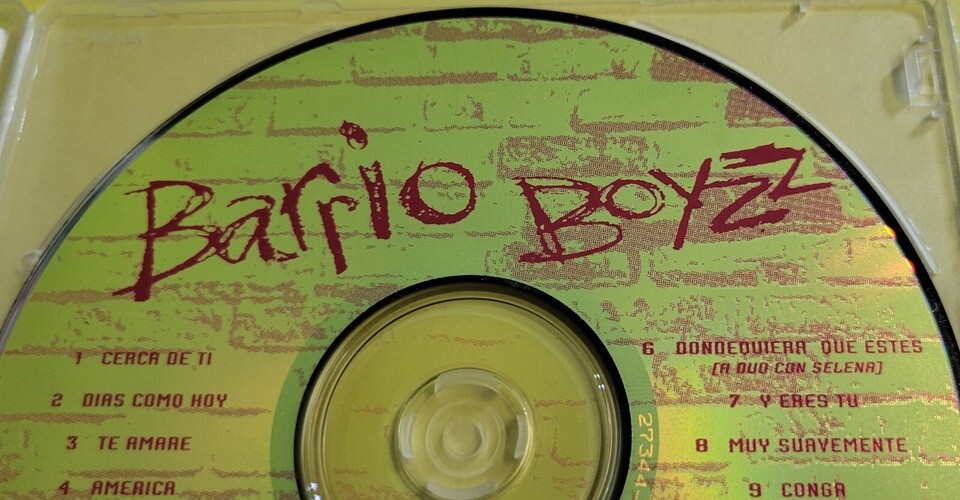 Barrio Boyzz
1 CERCA DE TI
2 DIAS COMO HOY
3 TE AMARE
4 AMERICA
6 DONDEQUIERA QUE ESTES
[A DUO CON SELENA]
7 Y ERES TU
8 MUY SUAVEMENTE
9 CONGA
2734